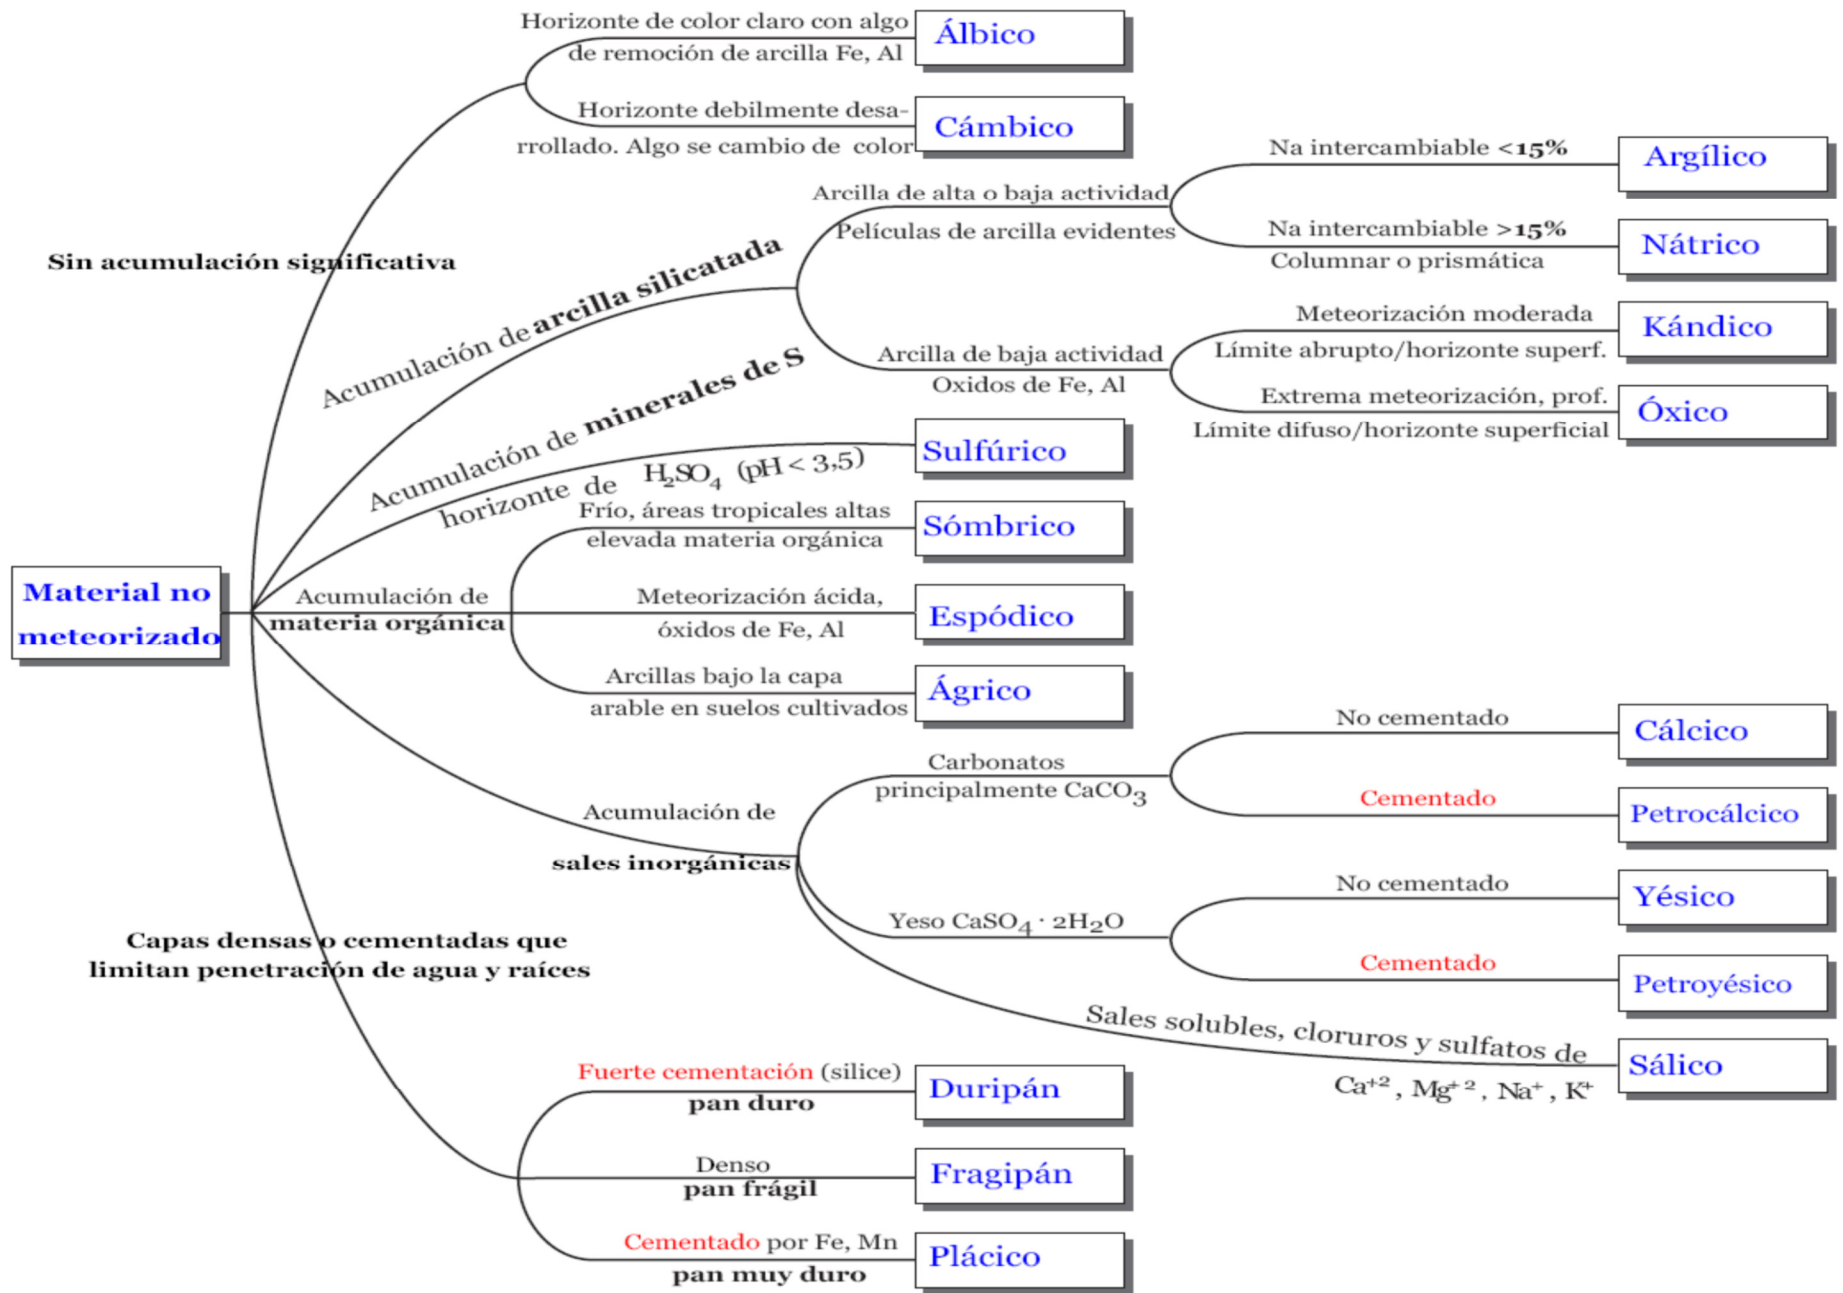 Horizonte de color claro con algo
de remoción de arcilla Fe, Al
Álbico
Horizonte debilmente desa-
rrollado. Algo se cambio de color
Cámbico
Sin acumulación significativa
Acumulación de arcilla silicatada
Arcilla de alta o baja actividad
Películas de arcilla evidentes
Na intercambiable <15%
Argílico
Na intercambiable >15%
Columnar o prismática
Nátrico
Arcilla de baja actividad
Oxidos de Fe, Al
Meteorización moderada
Límite abrupto/horizonte superf.
Kándico
Extrema meteorización, prof.
Límite difuso/horizonte superficial
Óxico
Acumulación de minerales de S
horizonte de H₂SO₄ (pH < 3,5)
Sulfúrico
Material no
meteorizado
Acumulación de
materia orgánica
Frío, áreas tropicales altas
elevada materia orgánica
Sómbrico
Meteorización ácida,
óxidos de Fe, Al
Espódico
Arcillas bajo la capa
arable en suelos cultivados
Ágrico
Acumulación de
sales inorgánicas
Carbonatos
principalmente CaCO₃
No cementado
Cálcico
Cementado
Petrocálcico
Yeso CaSO₄ · 2H₂O
No cementado
Yésico
Cementado
Petroyésico
Sales solubles, cloruros y sulfatos de
Ca⁺², Mg⁺², Na⁺, K⁺
Sálico
Capas densas o cementadas que
limitan penetración de agua y raíces
Fuerte cementación (silice)
pan duro
Duripán
Denso
pan frágil
Fragipán
Cementado por Fe, Mn
pan muy duro
Plácico